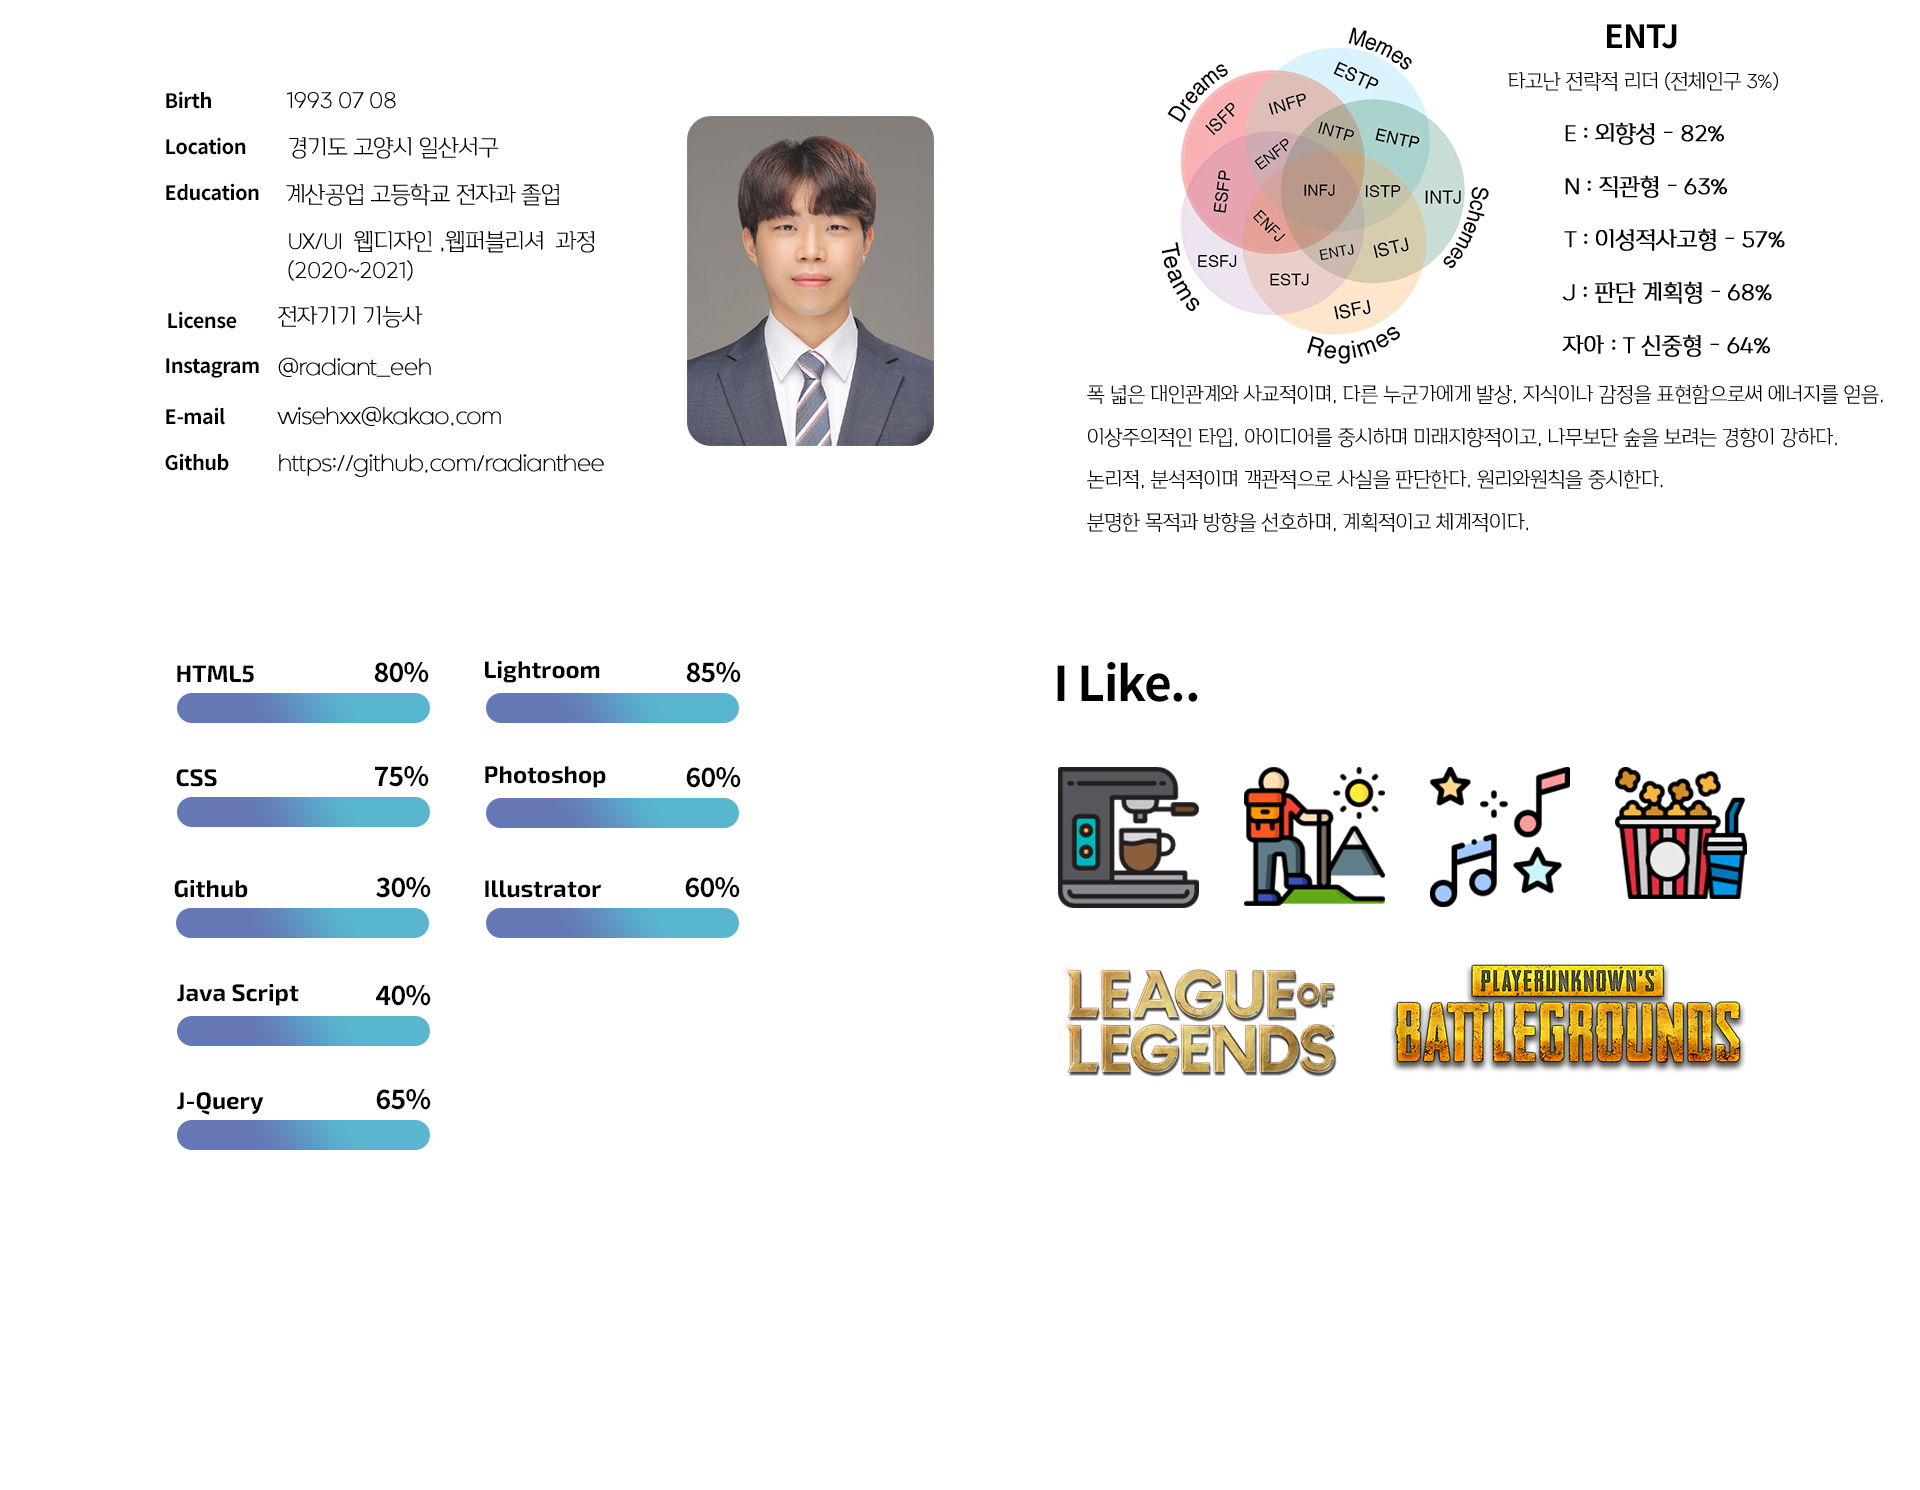 Birth 1993 07 08
Location 경기도 고양시 일산서구
Education 계산공업 고등학교 전자과 졸업
UX/UI 웹디자인 ,웹퍼블리셔 과정
(2020~2021)
License 전자기기 기능사
Instagram @radiant_eeh
E-mail wisehxx@kakao.com
Github https://github.com/radianthee
Memes
Dreams
Schemes
Teams
Regimes
ESTP
INFP
ISFP
INTP
ENTP
ENFP
ESFP
INFJ
ISTP
INTJ
ENFJ
ENTJ
ISTJ
ESFJ
ESTJ
ISFJ
ENTJ
타고난 전략적 리더 (전체인구 3%)
E : 외향성 - 82%
N : 직관형 - 63%
T : 이성적사고형 - 57%
J : 판단 계획형 - 68%
자아 : T 신중형 - 64%
폭 넓은 대인관계와 사교적이며, 다른 누군가에게 발상, 지식이나 감정을 표현함으로써 에너지를 얻음.
이상주의적인 타입, 아이디어를 중시하며 미래지향적이고, 나무보단 숲을 보려는 경향이 강하다.
논리적, 분석적이며 객관적으로 사실을 판단한다. 원리와원칙을 중시한다.
분명한 목적과 방향을 선호하며, 계획적이고 체계적이다.
HTML5 80%
Lightroom 85%
CSS 75%
Photoshop 60%
Github 30%
Illustrator 60%
Java Script 40%
J-Query 65%
I Like..
LEAGUE OF
LEGENDS
PLAYERUNKNOWN'S
BATTLEGROUNDS